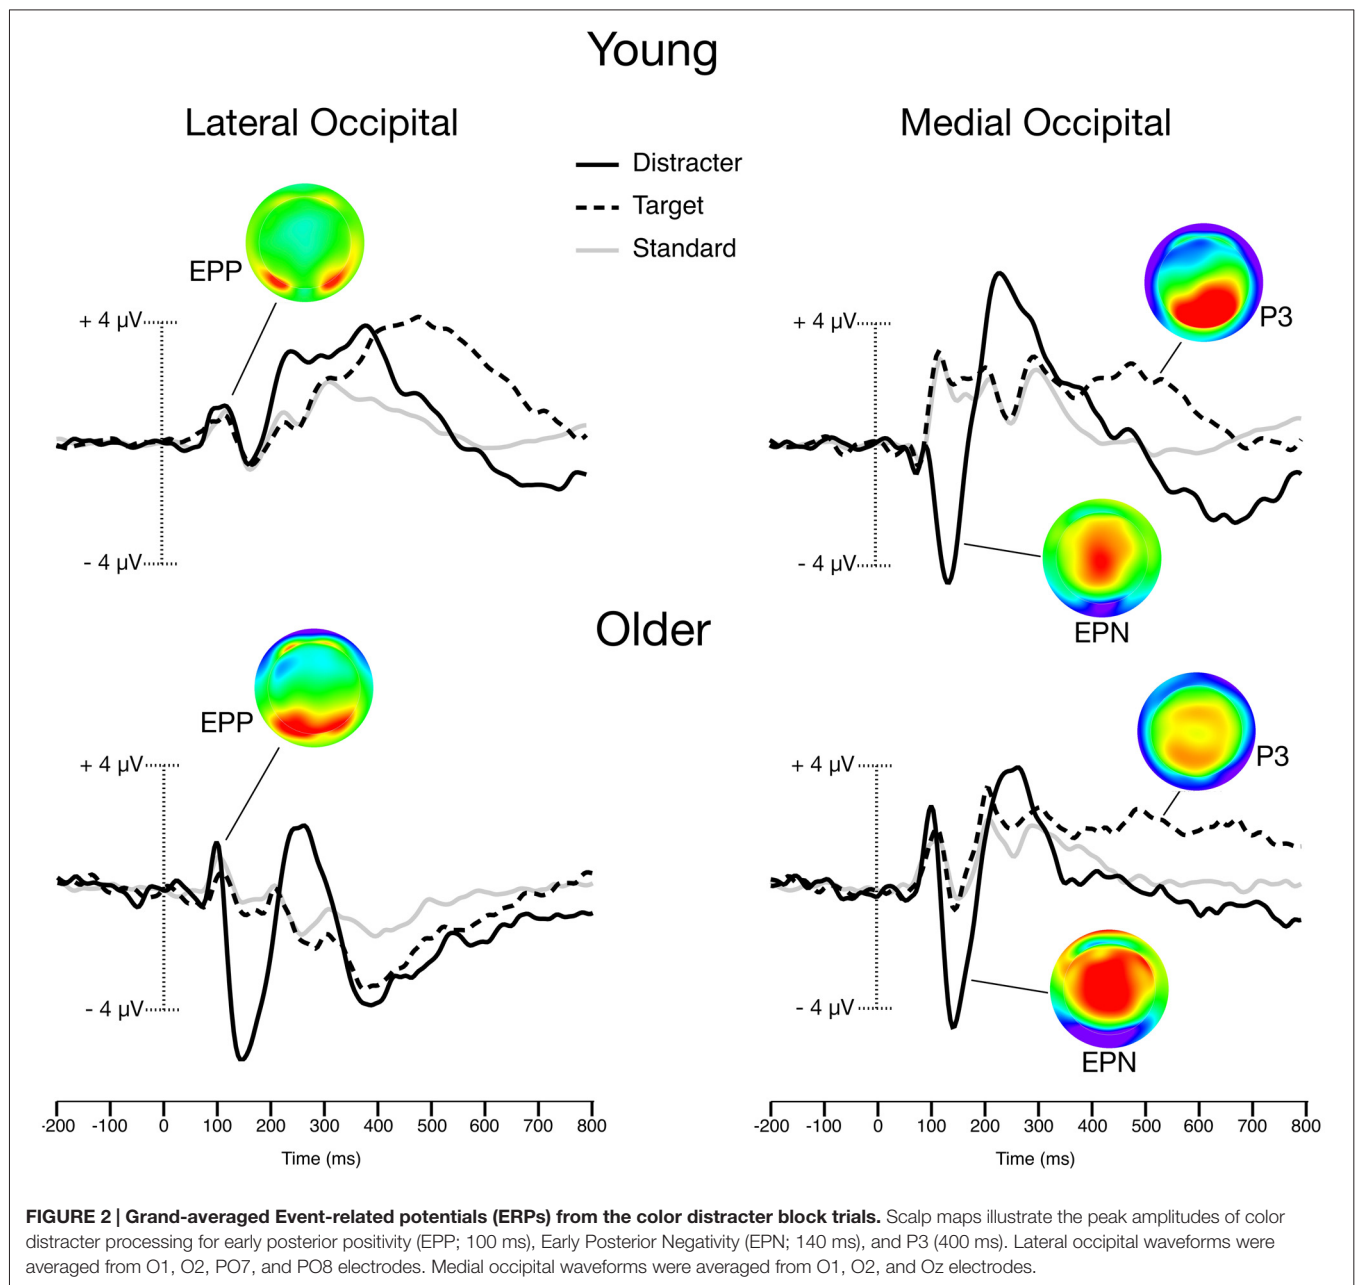 Young
Lateral Occipital
Medial Occipital
Distracter
Target
Standard
EPP
+ 4 µV
- 4 µV
P3
+ 4 µV
- 4 µV
EPN
Older
EPP
+ 4 µV
- 4 µV
P3
+ 4 µV
- 4 µV
EPN
-200 -100 0 100 200 300 400 500 600 700 800
Time (ms)
-200 -100 0 100 200 300 400 500 600 700 800
Time (ms)
FIGURE 2 | Grand-averaged Event-related potentials (ERPs) from the color distracter block trials. Scalp maps illustrate the peak amplitudes of color
distracter processing for early posterior positivity (EPP; 100 ms), Early Posterior Negativity (EPN; 140 ms), and P3 (400 ms). Lateral occipital waveforms were
averaged from O1, O2, PO7, and PO8 electrodes. Medial occipital waveforms were averaged from O1, O2, and Oz electrodes.